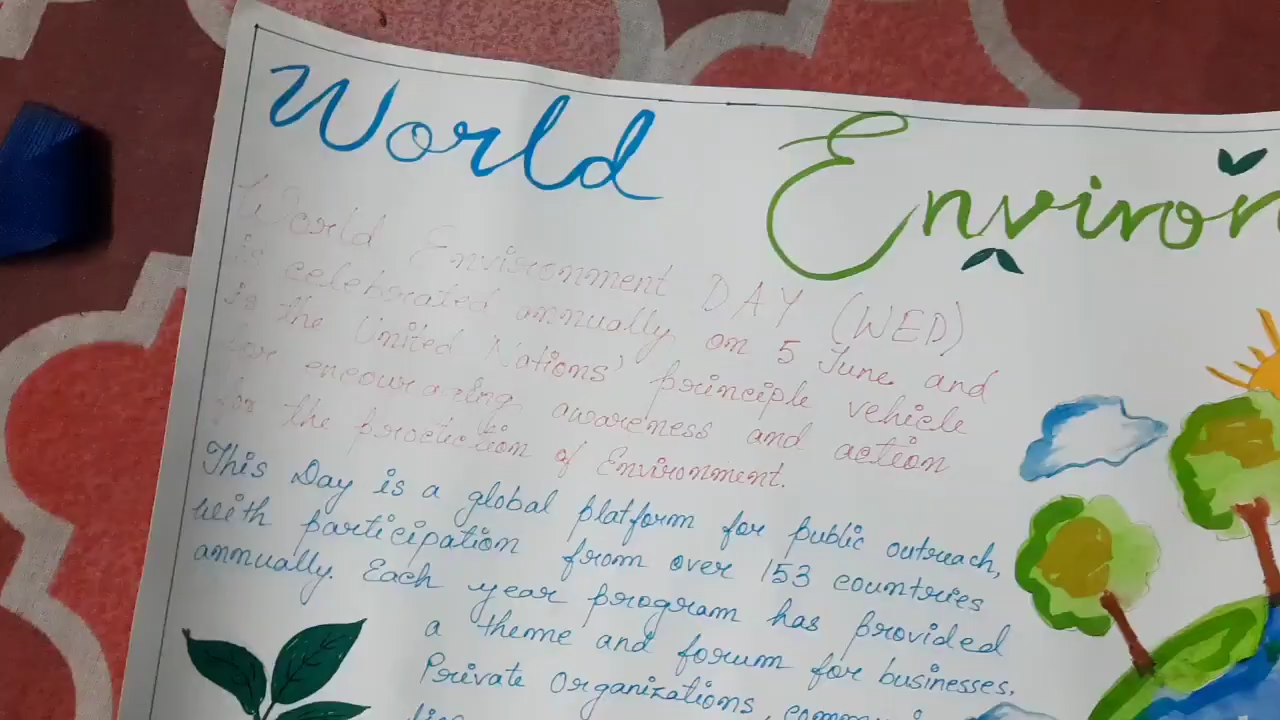 World Environ
World Environment DAY (WED)
is celebrated annually on 5 June and
is the United Nations' principle vehicle
for encouraging awareness and action
for the proctiction of Environment.
This Day is a global platform for public outreach,
with participation from over 153 countries
annually. Each year program has provided
a theme and forum for businesses,
Private Organizations,